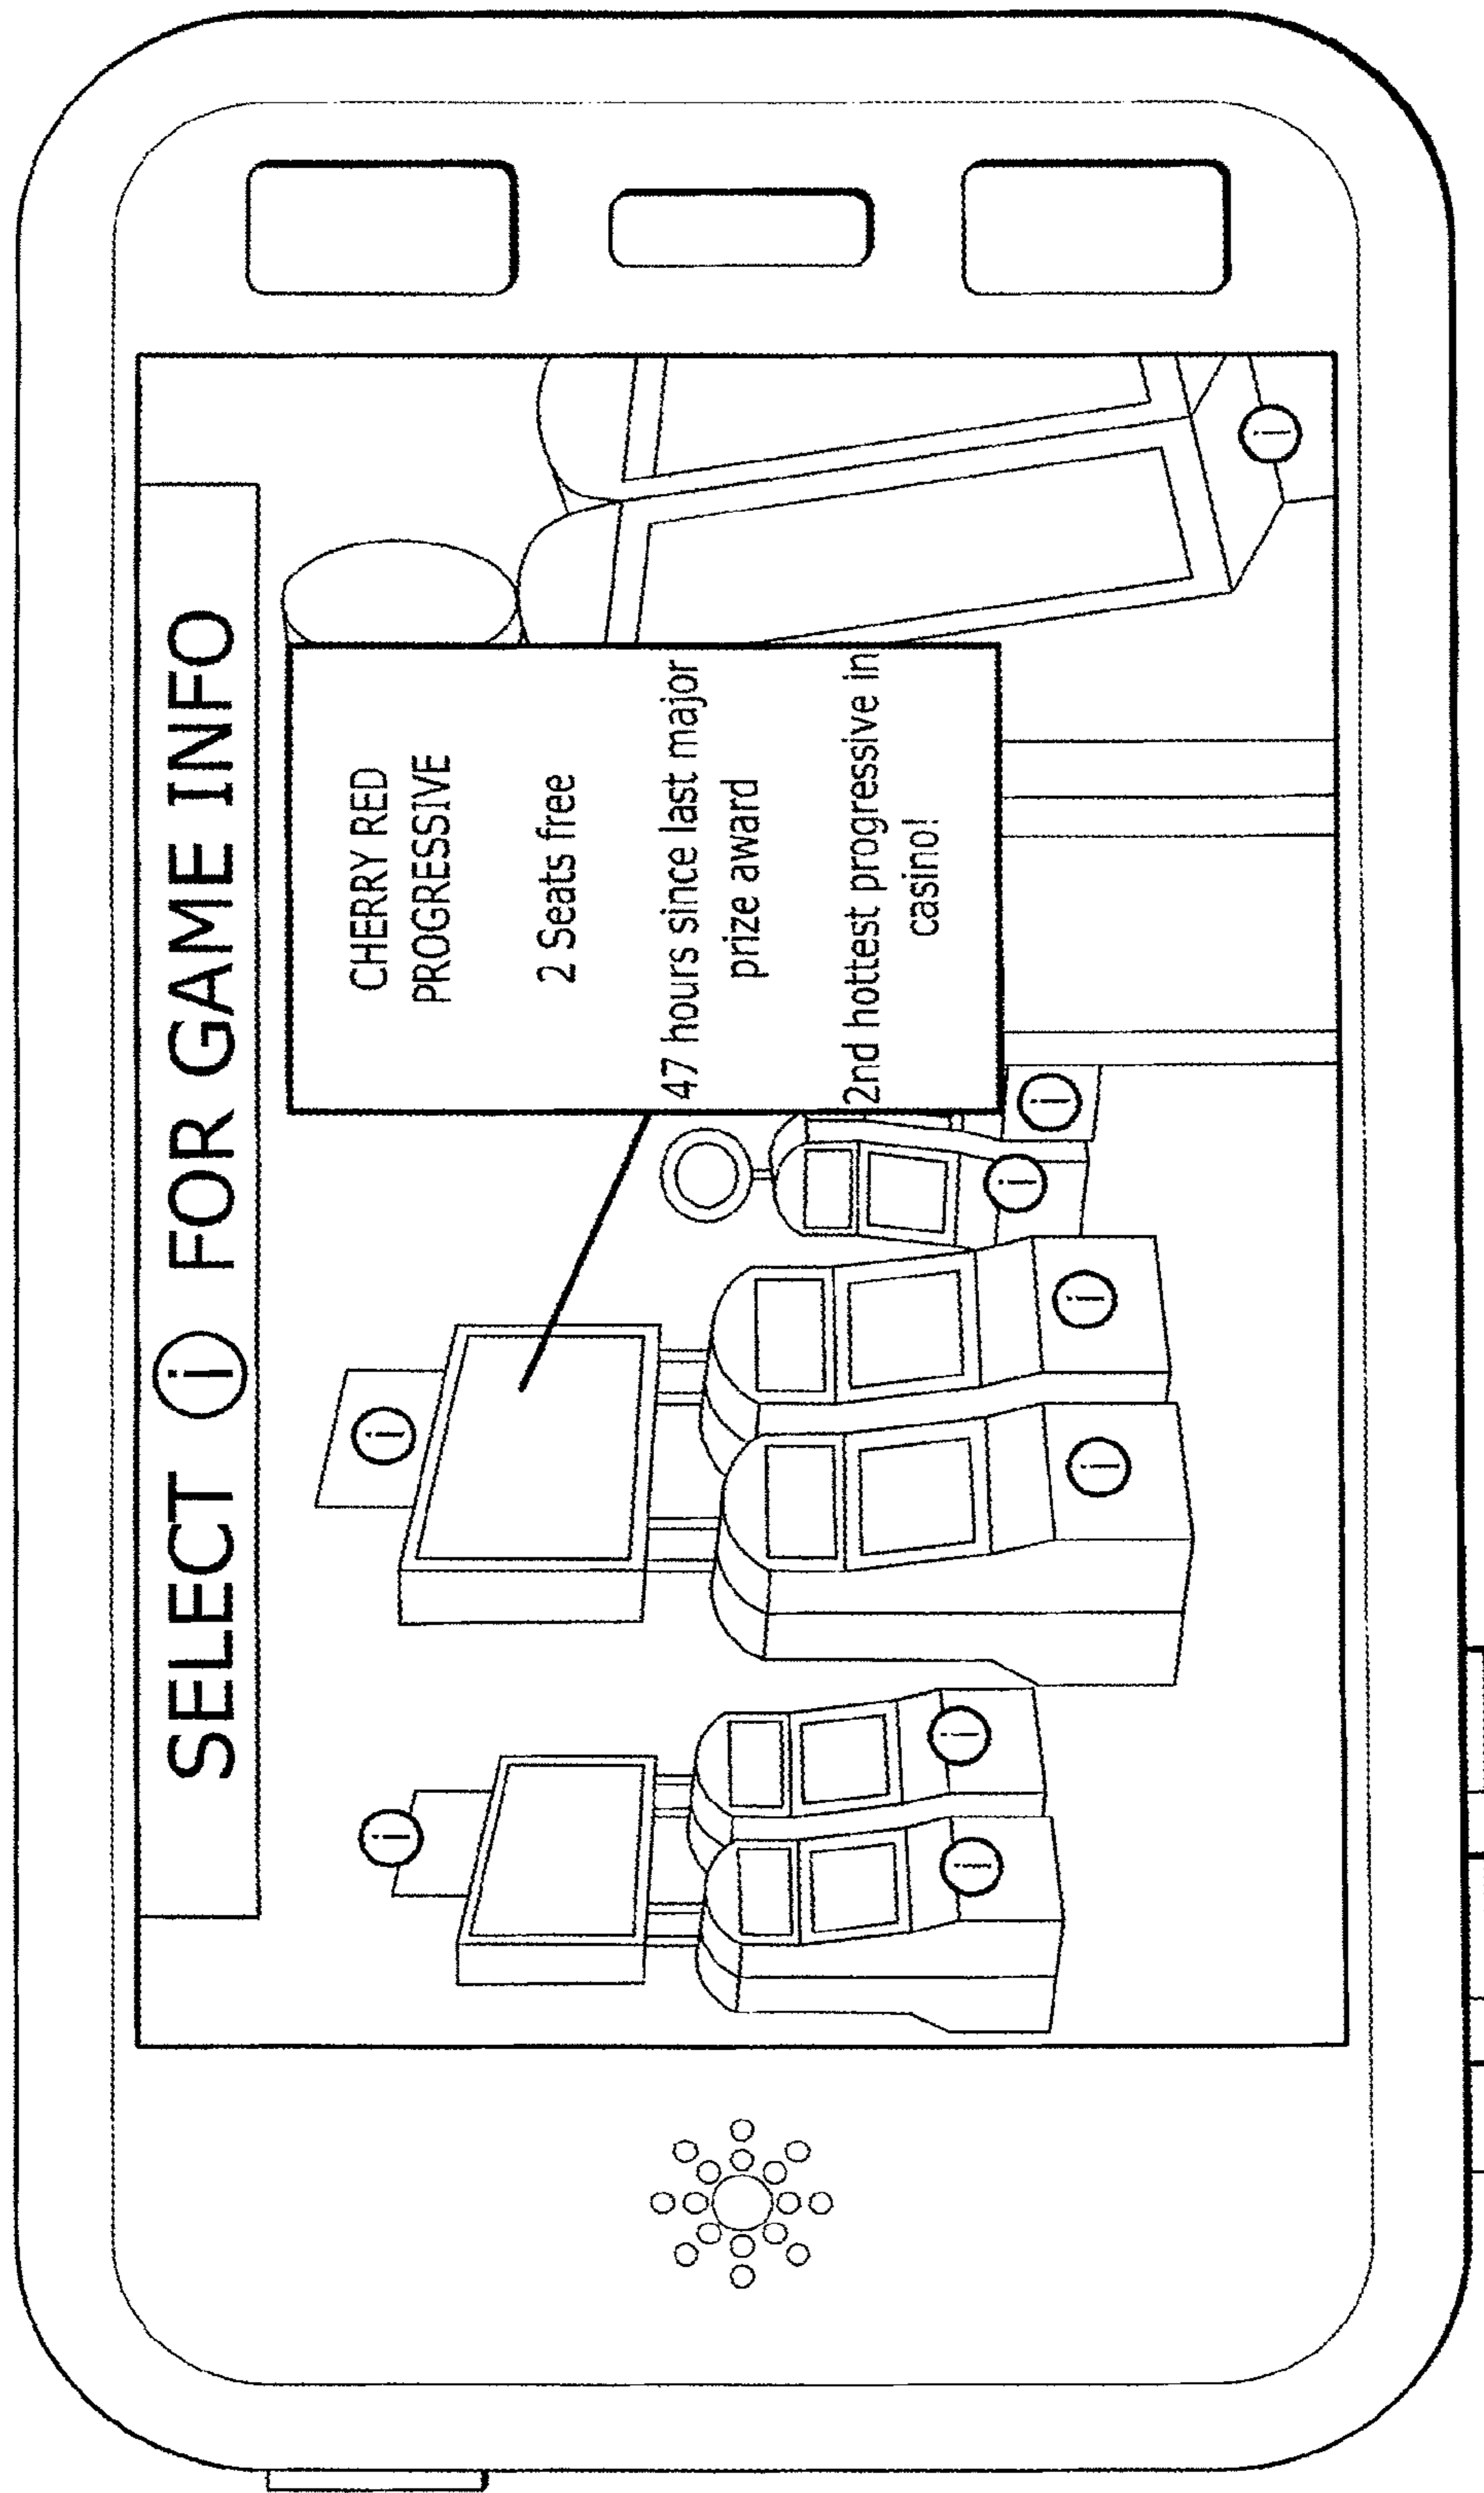 SELECT i FOR GAME INFO
CHERRY RED
PROGRESSIVE
2 Seats free
47 hours since last major
prize award
2nd hottest progressive in
casino!
i
i
i
i
i
i
i
i
i